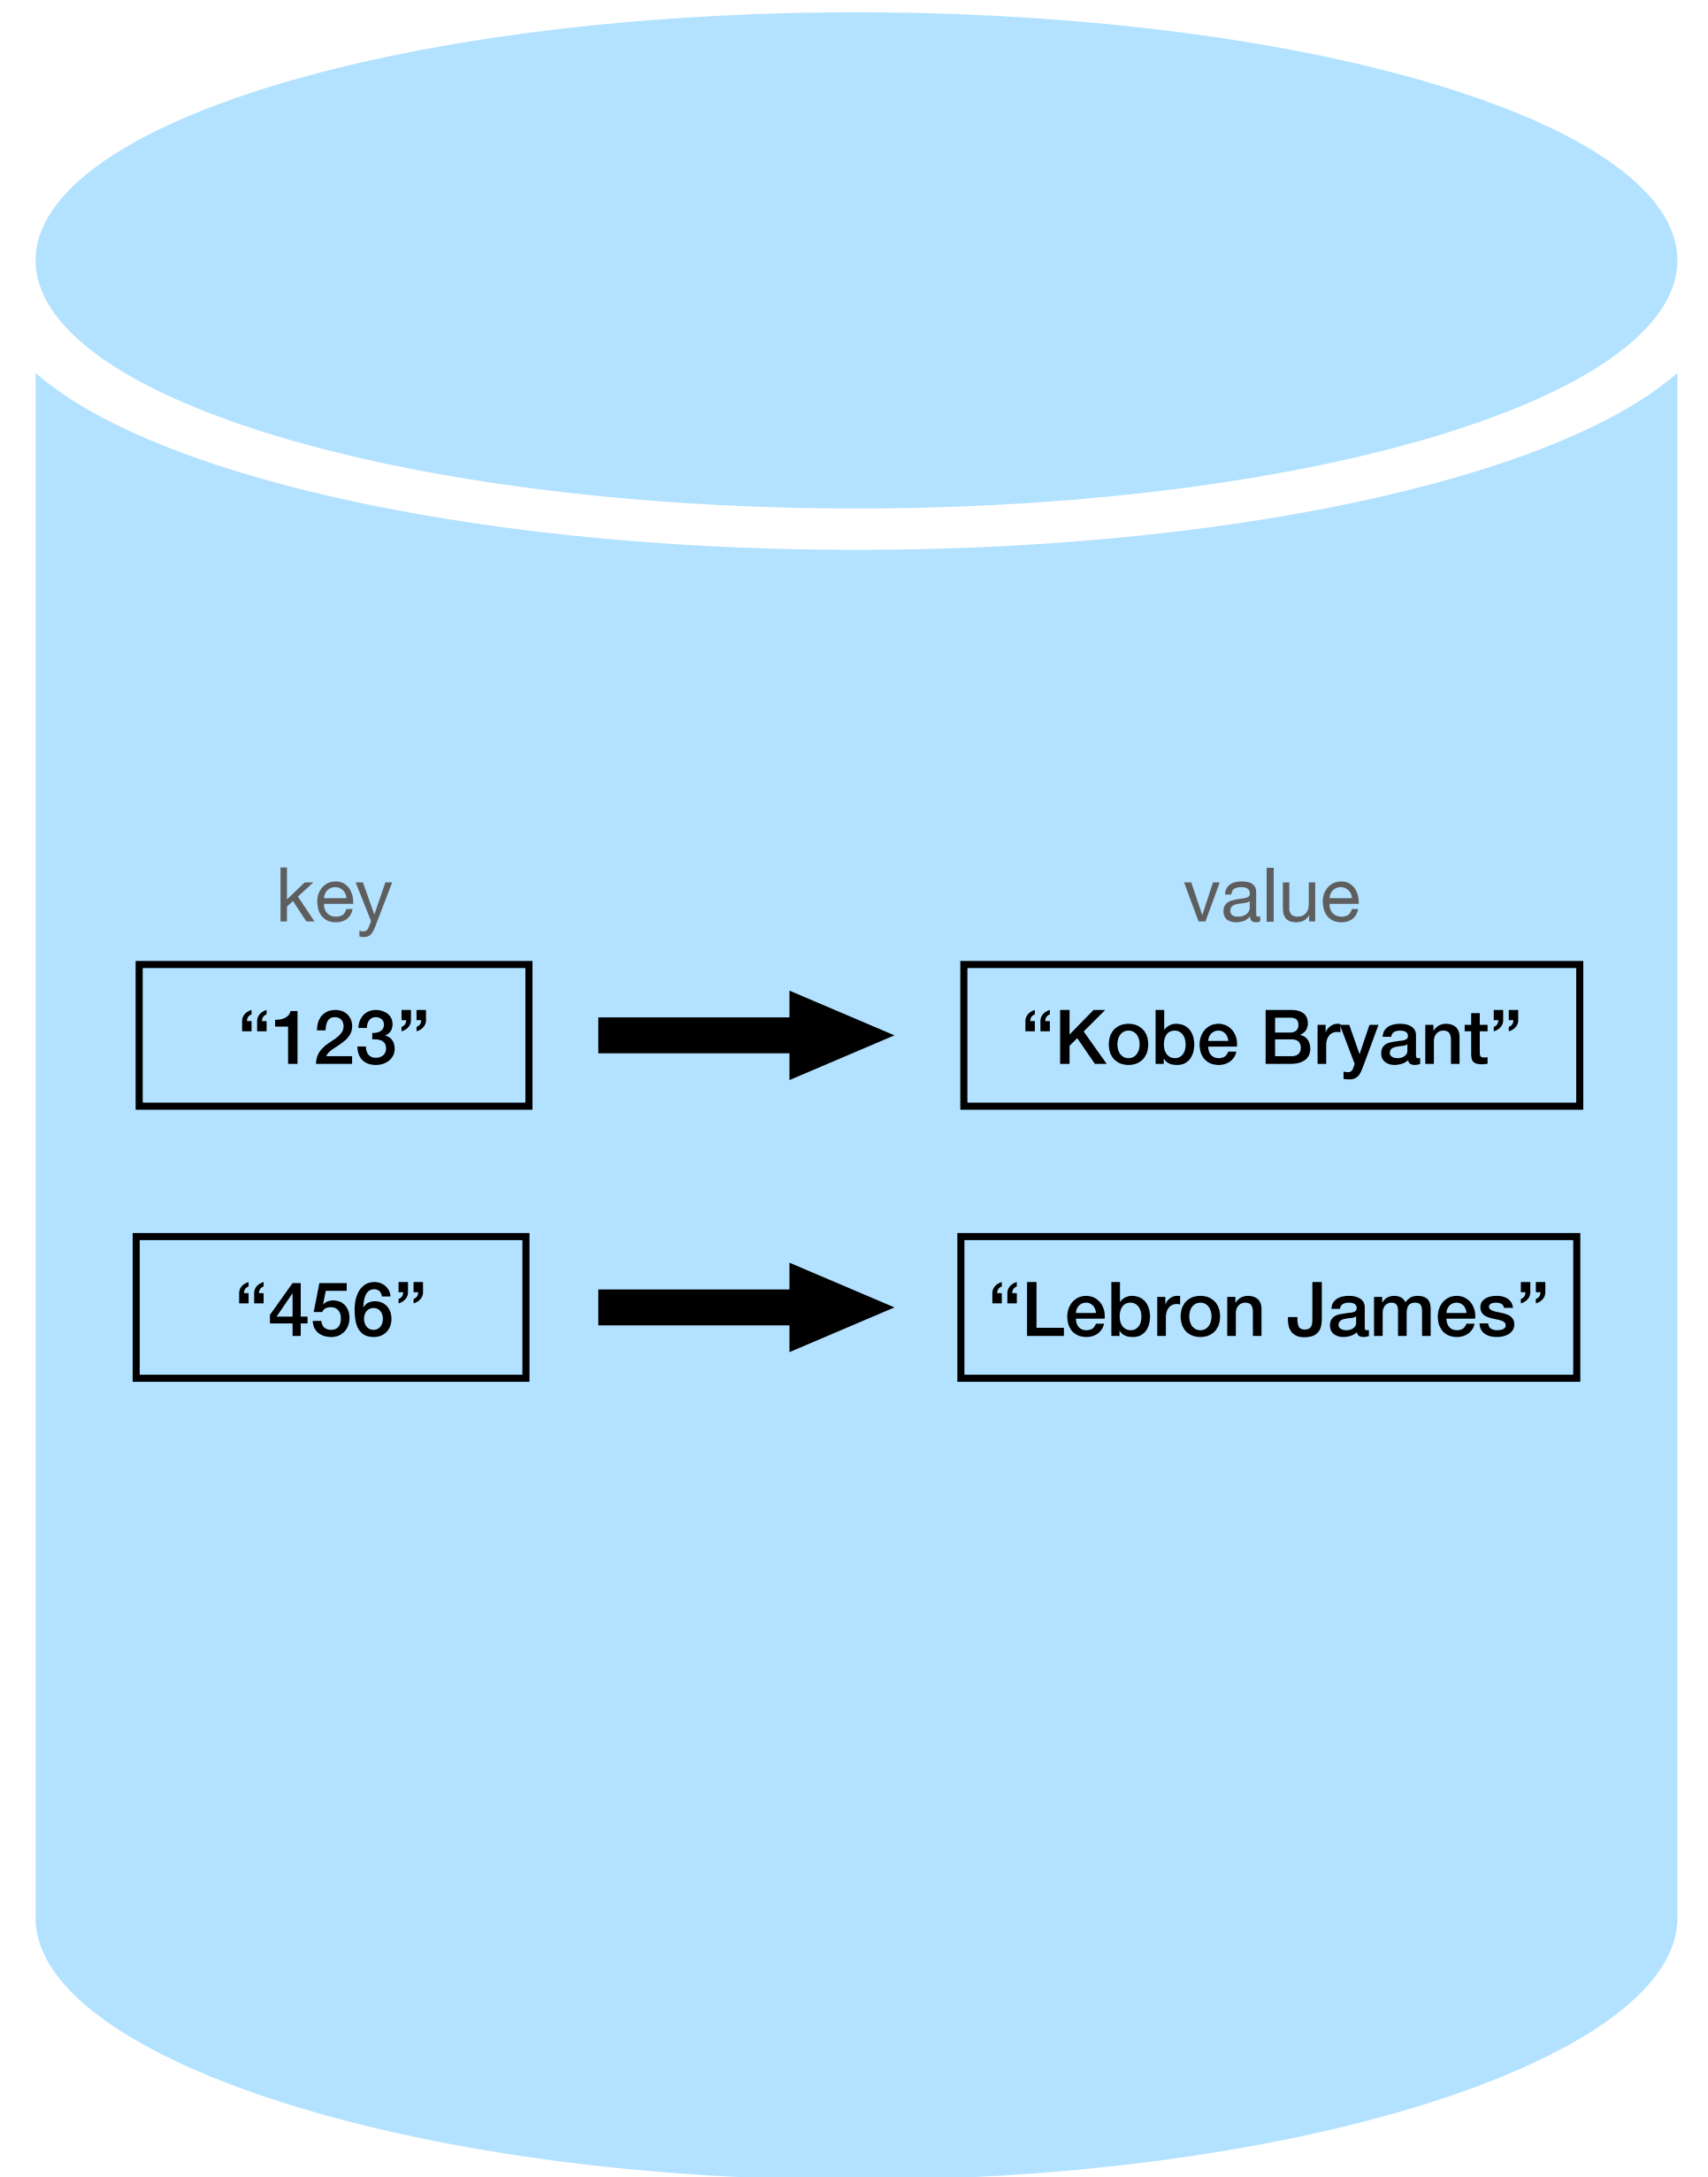 key value
“123” “Kobe Bryant”
“456” “Lebron James”